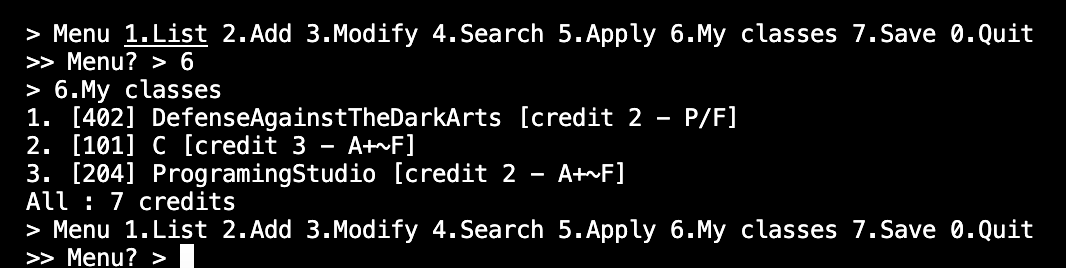 > Menu 1.List 2.Add 3.Modify 4.Search 5.Apply 6.My classes 7.Save 0.Quit
>> Menu? > 6
> 6.My classes
1. [402] DefenseAgainstTheDarkArts [credit 2 - P/F]
2. [101] C [credit 3 - A+~F]
3. [204] ProgramingStudio [credit 2 - A+~F]
All : 7 credits
> Menu 1.List 2.Add 3.Modify 4.Search 5.Apply 6.My classes 7.Save 0.Quit
>> Menu? >